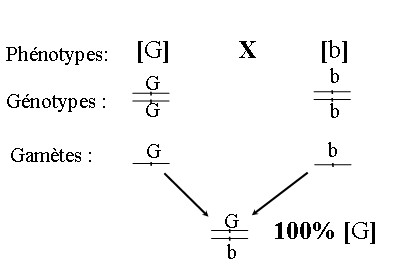 Phénotypes: [G] X [b]
G b
Génotypes :
G b
Gamètes : G b
G
100% [G]
b